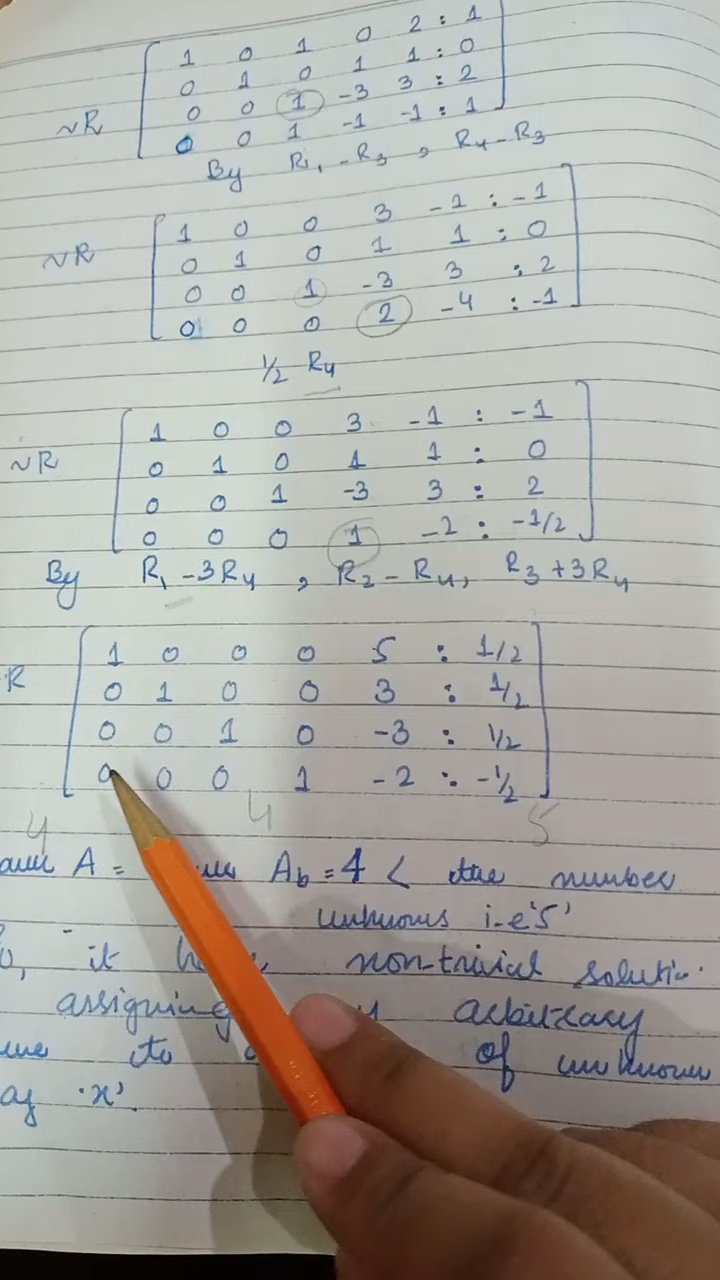 1 0 1 0 2 : 1
0 1 0 1 1 : 0
0 0 1 -3 3 : 2
~R 0 0 1 -1 -1 : 1
By R1 - R3 , R4 - R3
1 0 0 3 -1 : -1
~R 0 1 0 1 1 : 0
0 0 1 -3 3 : 2
0 0 0 2 -4 : -1
1/2 R4
1 0 0 3 -1 : -1
~R 0 1 0 1 1 : 0
0 0 1 -3 3 : 2
0 0 0 1 -2 : -1/2
By R1 - 3R4 , R2 - R4, R3 + 3R4
R 1 0 0 0 5 : 1/2
0 1 0 0 3 : 1/2
0 0 1 0 -3 : 1/2
0 0 0 1 -2 : -1/2
4 4 5
A = Ab = 4 < the number
i-e '5'
it non-trivial solution
assigning
of
'x'